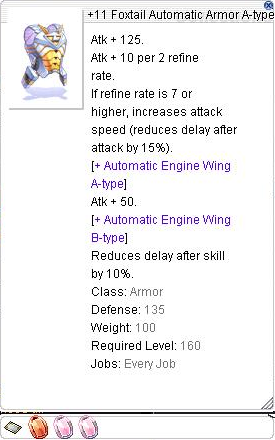 +11 Foxtail Automatic Armor A-type
Atk + 125.
Atk + 10 per 2 refine
rate.
If refine rate is 7 or
higher, increases attack
speed (reduces delay after
attack by 15%).
[+ Automatic Engine Wing
A-type]
Atk + 50.
[+ Automatic Engine Wing
B-type]
Reduces delay after skill
by 10%.
Class: Armor
Defense: 135
Weight: 100
Required Level: 160
Jobs: Every Job